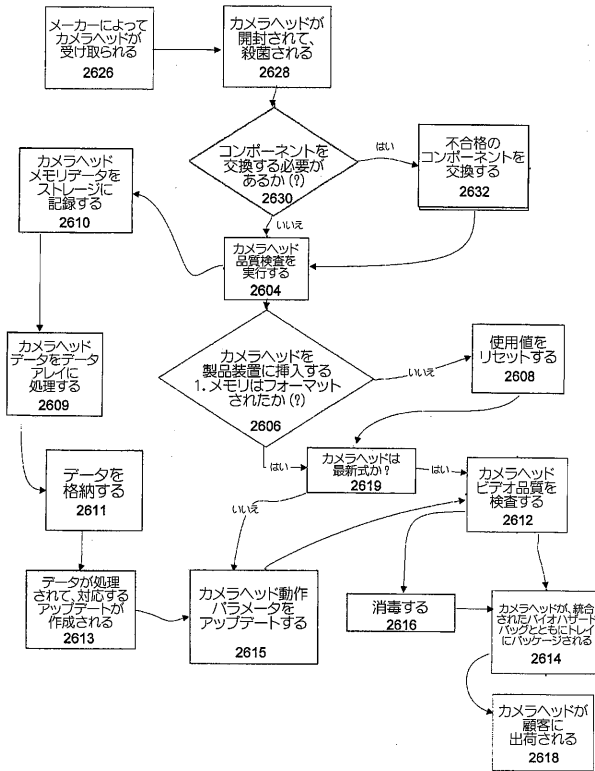 メーカーによって
カメラヘッドが
受け取られる
2626
カメラヘッドが
開封されて、
殺菌される
2628
コンポーネントを
交換する必要が
あるか(?)
2630
はい
不合格の
コンポーネントを
交換する
2632
いいえ
カメラヘッド
メモリデータを
ストレージに
記録する
2610
カメラヘッド
品質検査を
実行する
2604
カメラヘッド
データをデータ
アレイに
処理する
2609
カメラヘッドを
製品装置に挿入する
1. メモリはフォーマット
されたか(?)
2606
いいえ
使用値を
リセットする
2608
はい
カメラヘッドは
最新式か?
2619
はい
いいえ
カメラヘッド
ビデオ品質を
検査する
2612
データを
格納する
2611
データが処理
されて、対応する
アップデートが
作成される
2613
カメラヘッド動作
パラメータを
アップデートする
2615
消毒する
2616
カメラヘッドが、統合
されたバイオハザード
バッグとともにトレイ
にパッケージされる
2614
カメラヘッドが
顧客に
出荷される
2618